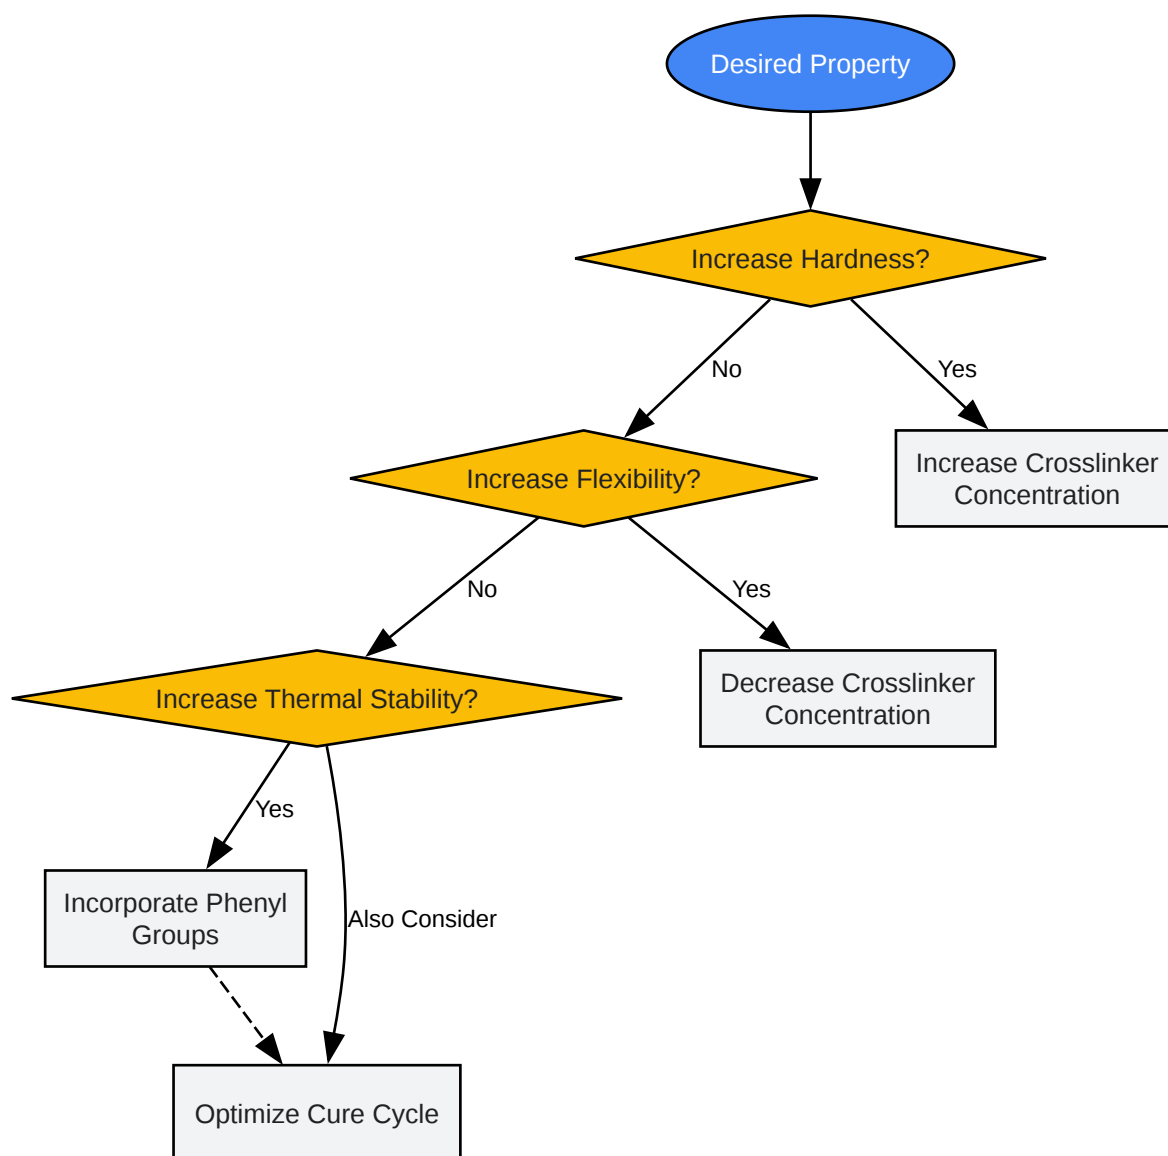 Desired Property
Increase Hardness?
No
Yes
Increase Flexibility?
Increase Crosslinker
Concentration
No
Yes
Increase Thermal Stability?
Decrease Crosslinker
Concentration
Yes
Incorporate Phenyl
Groups
Also Consider
Optimize Cure Cycle